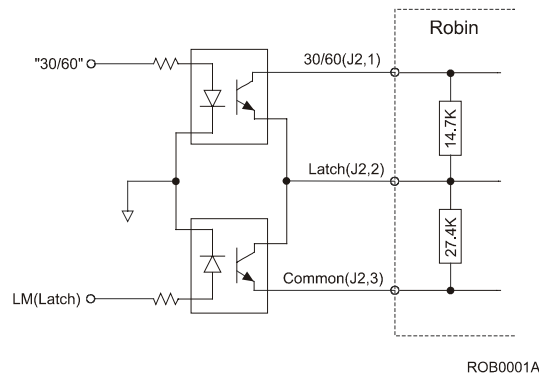 Robin
"30/60"
30/60(J2,1)
14.7K
Latch(J2,2)
27.4K
Common(J2,3)
LM(Latch)
ROB0001A